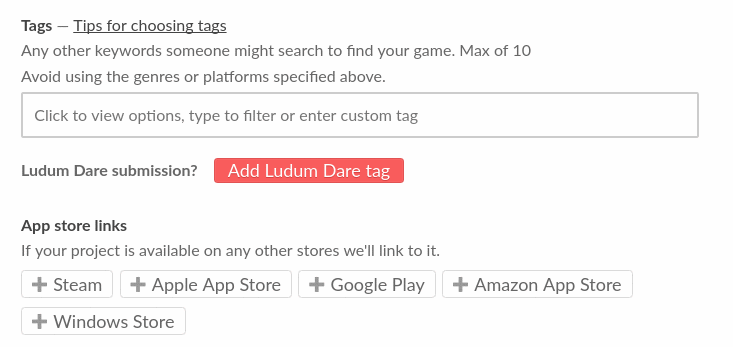 Tags — Tips for choosing tags
Any other keywords someone might search to find your game. Max of 10
Avoid using the genres or platforms specified above.
Click to view options, type to filter or enter custom tag
Ludum Dare submission? Add Ludum Dare tag
App store links
If your project is available on any other stores we'll link to it.
Steam Apple App Store Google Play Amazon App Store
Windows Store